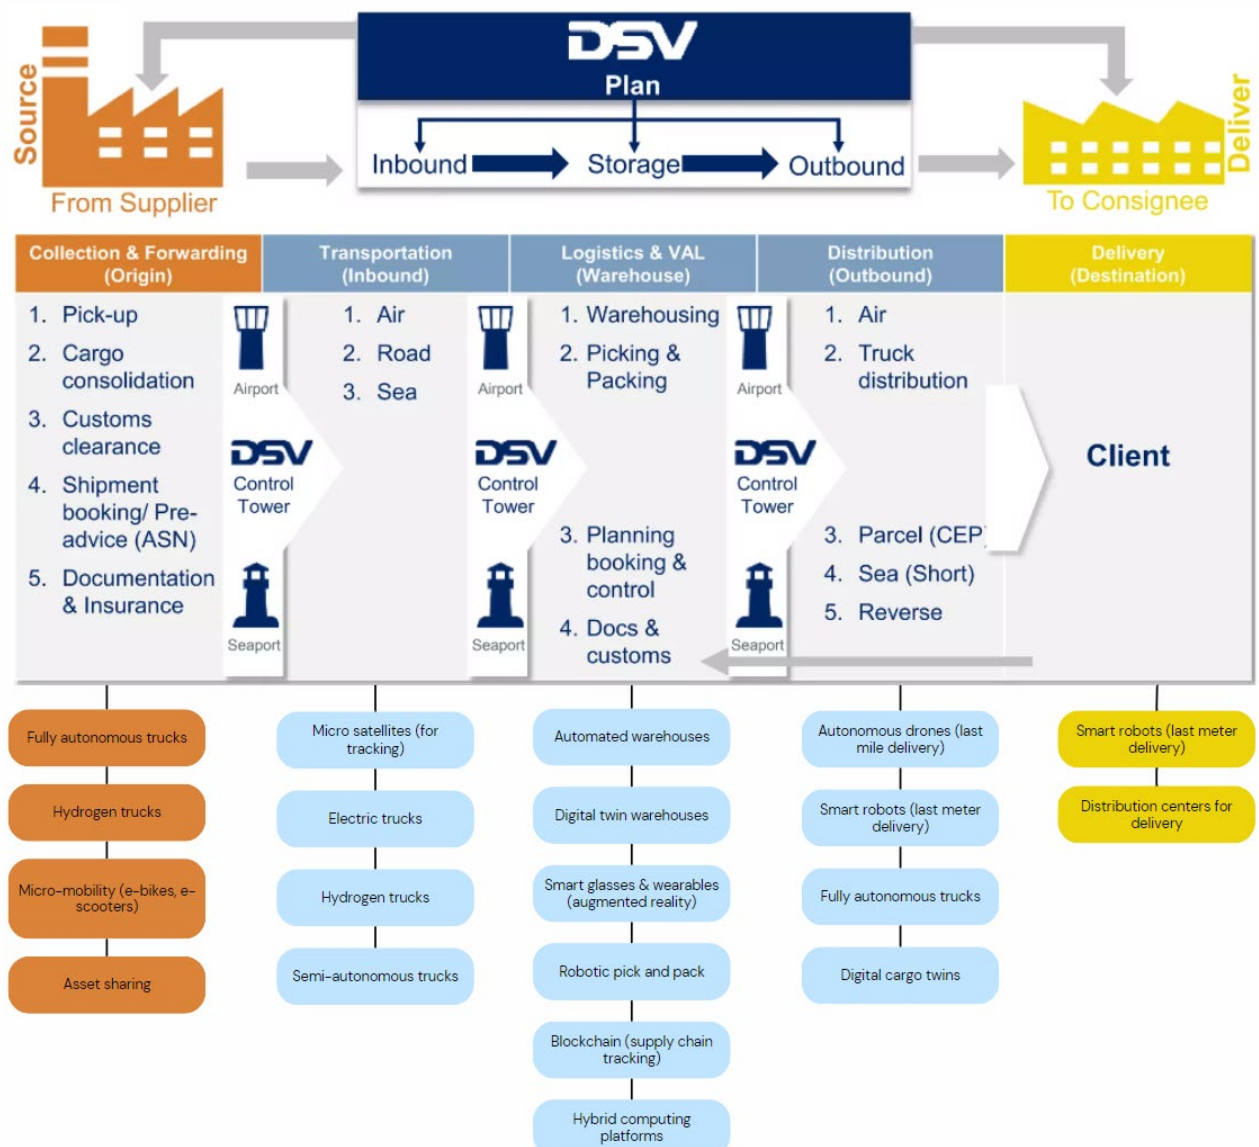 DSV
Plan
Source
Inbound
Storage
Outbound
Deliver
From Supplier
To Consignee
Collection & Forwarding
(Origin)
Transportation
(Inbound)
Logistics & VAL
(Warehouse)
Distribution
(Outbound)
Delivery
(Destination)
1. Pick-up
2. Cargo
consolidation
3. Customs
clearance
4. Shipment
booking/ Pre-
advice (ASN)
5. Documentation
& Insurance
Airport
DSV
Control
Tower
Seaport
1. Air
2. Road
3. Sea
Airport
DSV
Control
Tower
Seaport
1. Warehousing
2. Picking &
Packing
3. Planning
booking &
control
4. Docs &
customs
Airport
DSV
Control
Tower
Seaport
1. Air
2. Truck
distribution
3. Parcel (CEP)
4. Sea (Short)
5. Reverse
Client
Fully autonomous trucks
Hydrogen trucks
Micro-mobility (e-bikes, e-
scooters)
Asset sharing
Micro satellites (for
tracking)
Electric trucks
Hydrogen trucks
Semi-autonomous trucks
Automated warehouses
Digital twin warehouses
Smart glasses & wearables
(augmented reality)
Robotic pick and pack
Blockchain (supply chain
tracking)
Hybrid computing
platforms
Autonomous drones (last
mile delivery)
Smart robots (last meter
delivery)
Fully autonomous trucks
Digital cargo twins
Smart robots (last meter
delivery)
Distribution centers for
delivery